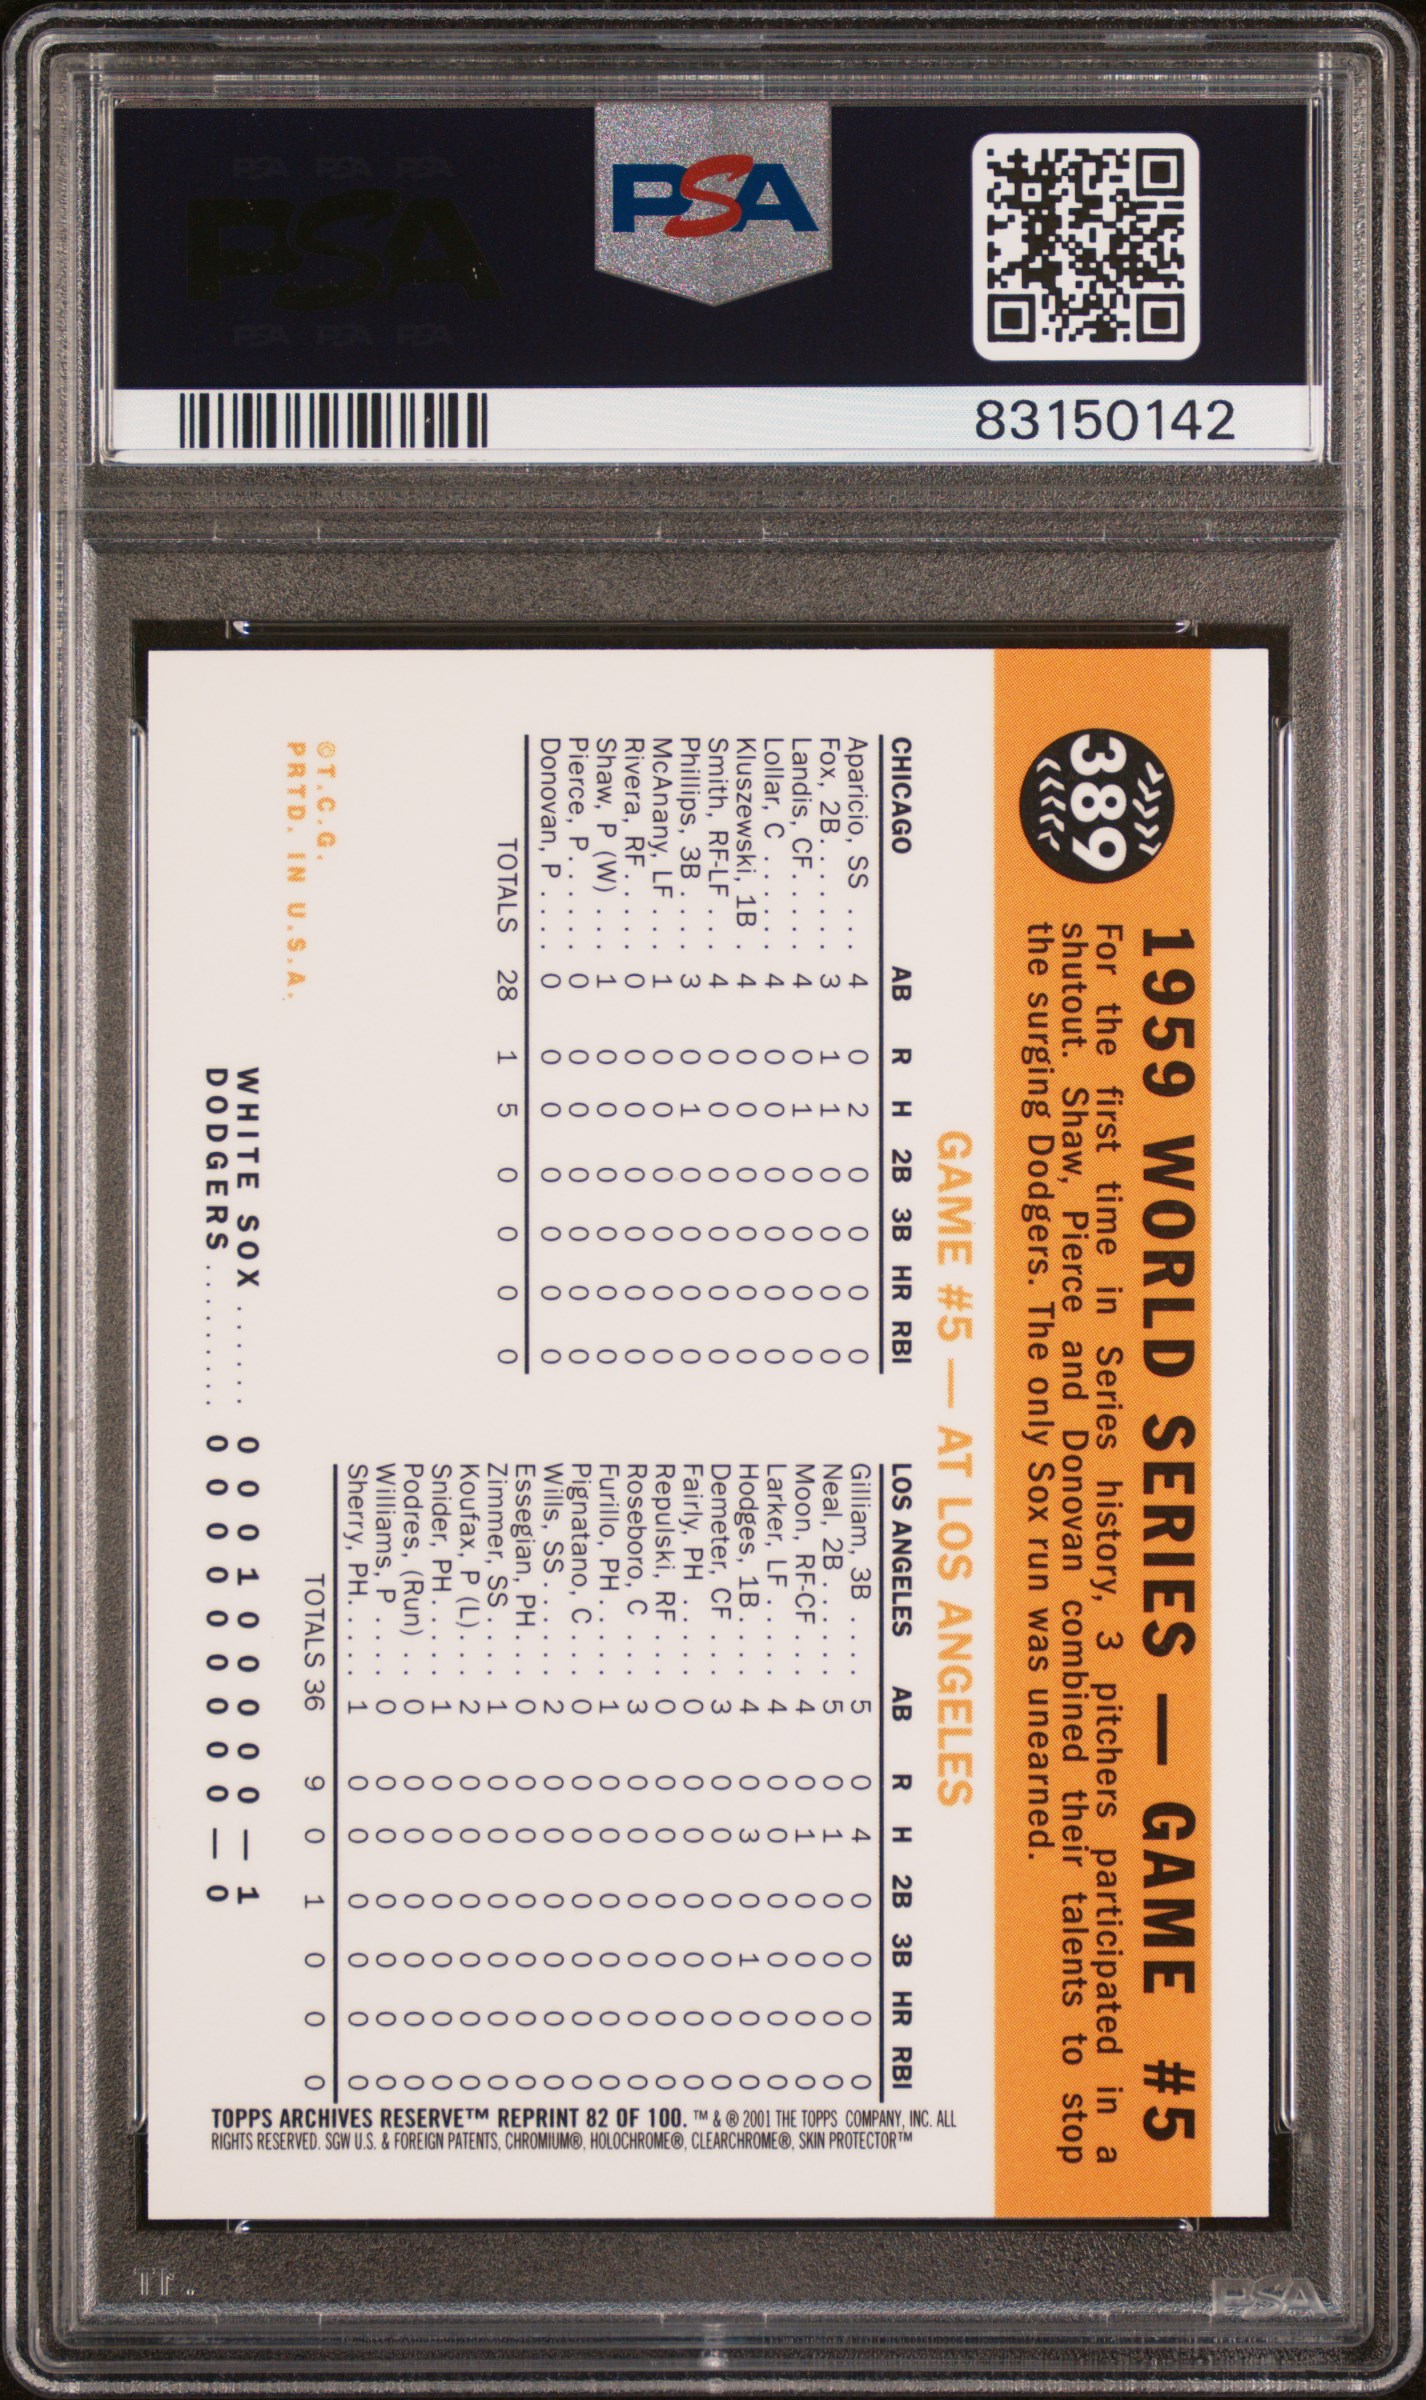 PSA PSA PSA
PSA
PSA PSA PSA
PSA
83150142
389
1959 WORLD SERIES — GAME #5
For the first time in Series history, 3 pitchers participated in a
shutout. Shaw, Pierce and Donovan combined their talents to stop
the surging Dodgers. The only Sox run was unearned.
GAME #5 — AT LOS ANGELES
CHICAGO AB R H 2B 3B HR RBI
Aparicio, SS . . . 4 0 2 0 0 0 0
Fox, 2B. . . . . . . 3 1 1 0 0 0 0
Landis, CF. . . . . 4 0 1 0 0 0 0
Lollar, C . . . . . . 4 0 0 0 0 0 0
Kluszewski, 1B . 4 0 0 0 0 0 0
Smith, RF-LF . . . 4 0 0 0 0 0 0
Phillips, 3B . . . . 3 0 1 0 0 0 0
McAnany, LF . . . 1 0 0 0 0 0 0
Rivera, RF. . . . . 0 0 0 0 0 0 0
Shaw, P (W) . . . 1 0 0 0 0 0 0
Pierce, P. . . . . . 0 0 0 0 0 0 0
Donovan, P . . . . 0 0 0 0 0 0 0
TOTALS 28 1 5 0 0 0 0
LOS ANGELES AB R H 2B 3B HR RBI
Gilliam, 3B . . . . 5 0 4 0 0 0 0
Neal, 2B . . . . . . 5 0 1 0 0 0 0
Moon, RF-CF . . . 4 0 1 0 0 0 0
Larker, LF . . . . . 4 0 0 0 0 0 0
Hodges, 1B. . . . 4 0 3 0 1 0 0
Demeter, CF . . . 3 0 0 0 0 0 0
Fairly, PH . . . . . 0 0 0 0 0 0 0
Repulski, RF . . . 0 0 0 0 0 0 0
Roseboro, C . . . 3 0 0 0 0 0 0
Furillo, PH . . . . . 1 0 0 0 0 0 0
Pignatano, C . . . 0 0 0 0 0 0 0
Wills, SS . . . . . . 2 0 0 0 0 0 0
Essegian, PH. . . 0 0 0 0 0 0 0
Zimmer, SS . . . . 1 0 0 0 0 0 0
Koufax, P (L) . . . 2 0 0 0 0 0 0
Snider, PH. . . . . 1 0 0 0 0 0 0
Podres, (Run) . . 0 0 0 0 0 0 0
Williams, P . . . . 0 0 0 0 0 0 0
Sherry, PH. . . . . 1 0 0 0 0 0 0
TOTALS 36 9 0 1 0 0 0
©T.C.G.
PRTD. IN U.S.A.
WHITE SOX . . . . . . 0 0 0 1 0 0 0 0 0 — 1
DODGERS . . . . . . . . 0 0 0 0 0 0 0 0 0 — 0
TOPPS ARCHIVES RESERVE™ REPRINT 82 OF 100. ™ & ® 2001 THE TOPPS COMPANY, INC. ALL
RIGHTS RESERVED. SGW U.S. & FOREIGN PATENTS, CHROMIUM®, HOLOCHROME®, CLEARCHROME®, SKIN PROTECTOR™
PSA